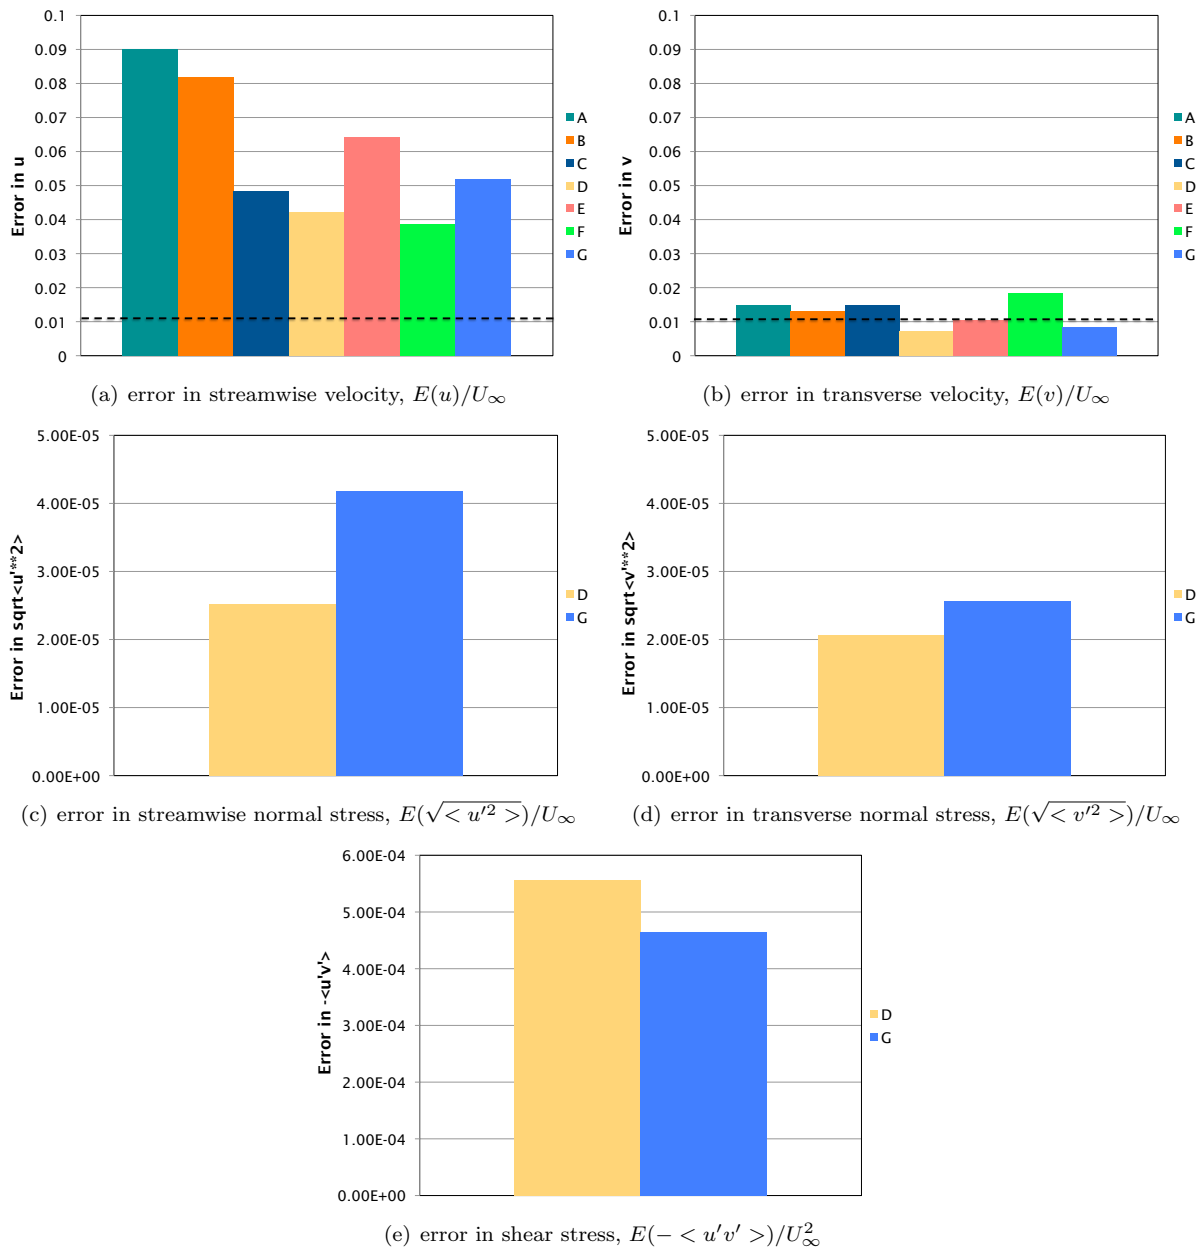 0.1
0.09
0.08
0.07
0.06
0.05
0.04
0.03
0.02
0.01
0
Error in u
A
B
C
D
E
F
G
(a) error in streamwise velocity, E(u)/U∞
0.1
0.09
0.08
0.07
0.06
0.05
0.04
0.03
0.02
0.01
0
Error in v
A
B
C
D
E
F
G
(b) error in transverse velocity, E(v)/U∞
5.00E-05
4.00E-05
3.00E-05
2.00E-05
1.00E-05
0.00E+00
Error in sqrt<u'**2>
D
G
(c) error in streamwise normal stress, E(√< u′² >)/U∞
5.00E-05
4.00E-05
3.00E-05
2.00E-05
1.00E-05
0.00E+00
Error in sqrt<v'**2>
D
G
(d) error in transverse normal stress, E(√< v′² >)/U∞
6.00E-04
5.00E-04
4.00E-04
3.00E-04
2.00E-04
1.00E-04
0.00E+00
Error in -<u'v'>
D
G
(e) error in shear stress, E(− < u′v′ >)/U²∞